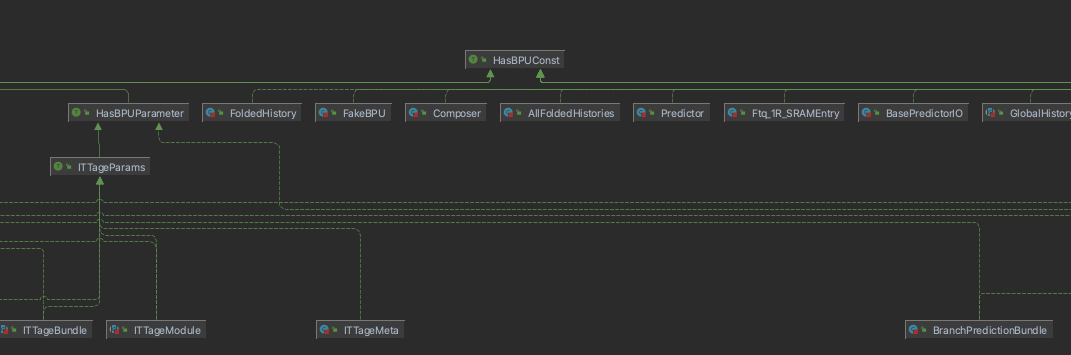 HasBPUConst
HasBPUParameter FoldedHistory FakeBPU Composer AllFoldedHistories Predictor Ftq_1R_SRAMEntry BasePredictorIO GlobalHistory
ITTageParams
ITTageBundle ITTageModule ITTageMeta BranchPredictionBundle